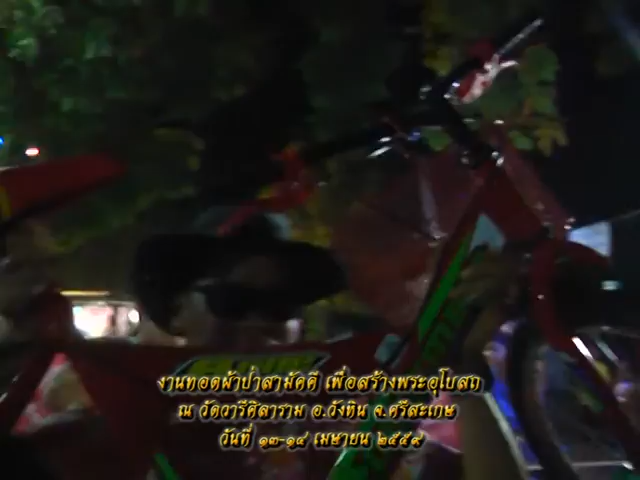 งานทอดผ้าป่าสามัคคี เพื่อสร้างพระอุโบสถ
ณ วัดวารีศิลาราม อ.วังหิน จ.ศรีสะเกษ
วันที่ ๑๓-๑๔ เมษายน ๒๕๕๙